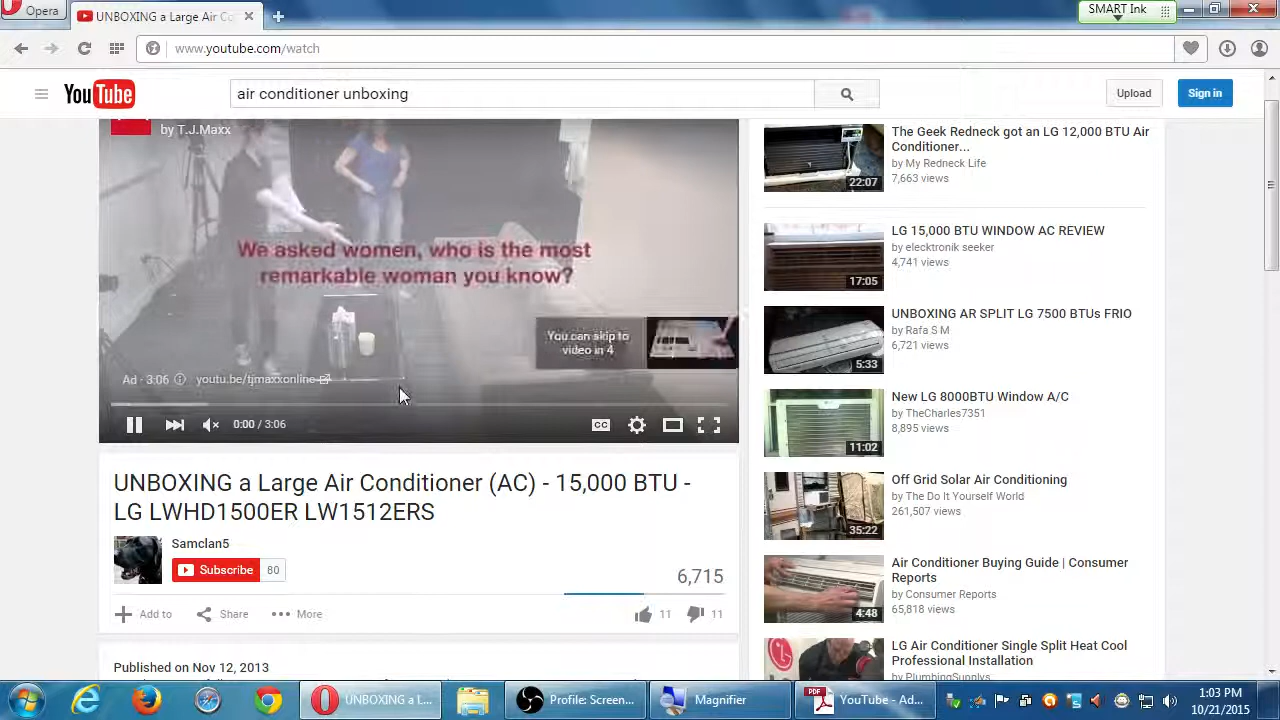 Opera
UNBOXING a Large Air Co
SMART Ink
www.youtube.com/watch
YouTube
air conditioner unboxing
Upload
Sign in
by T.J.Maxx
We asked women, who is the most
remarkable woman you know?
You can skip to
video in 4
Ad · 3:06
youtu.be/tjmaxxonline
0:00 / 3:06
CC
UNBOXING a Large Air Conditioner (AC) - 15,000 BTU -
LG LWHD1500ER LW1512ERS
Samclan5
Subscribe
80
6,715
Add to
Share
More
11
11
Published on Nov 12, 2013
The Geek Redneck got an LG 12,000 BTU Air
Conditioner...
by My Redneck Life
7,663 views
22:07
LG 15,000 BTU WINDOW AC REVIEW
by elecktronik seeker
4,741 views
17:05
UNBOXING AR SPLIT LG 7500 BTUs FRIO
by Rafa S M
6,721 views
5:33
New LG 8000BTU Window A/C
by TheCharles7351
8,895 views
11:02
Off Grid Solar Air Conditioning
by The Do It Yourself World
261,507 views
35:22
Air Conditioner Buying Guide | Consumer
Reports
by Consumer Reports
65,818 views
4:48
LG Air Conditioner Single Split Heat Cool
Professional Installation
by PlumbingSupplys
UNBOXING a L...
Profile: Screen...
Magnifier
PDF
YouTube - Ad...
1:03 PM
10/21/2015